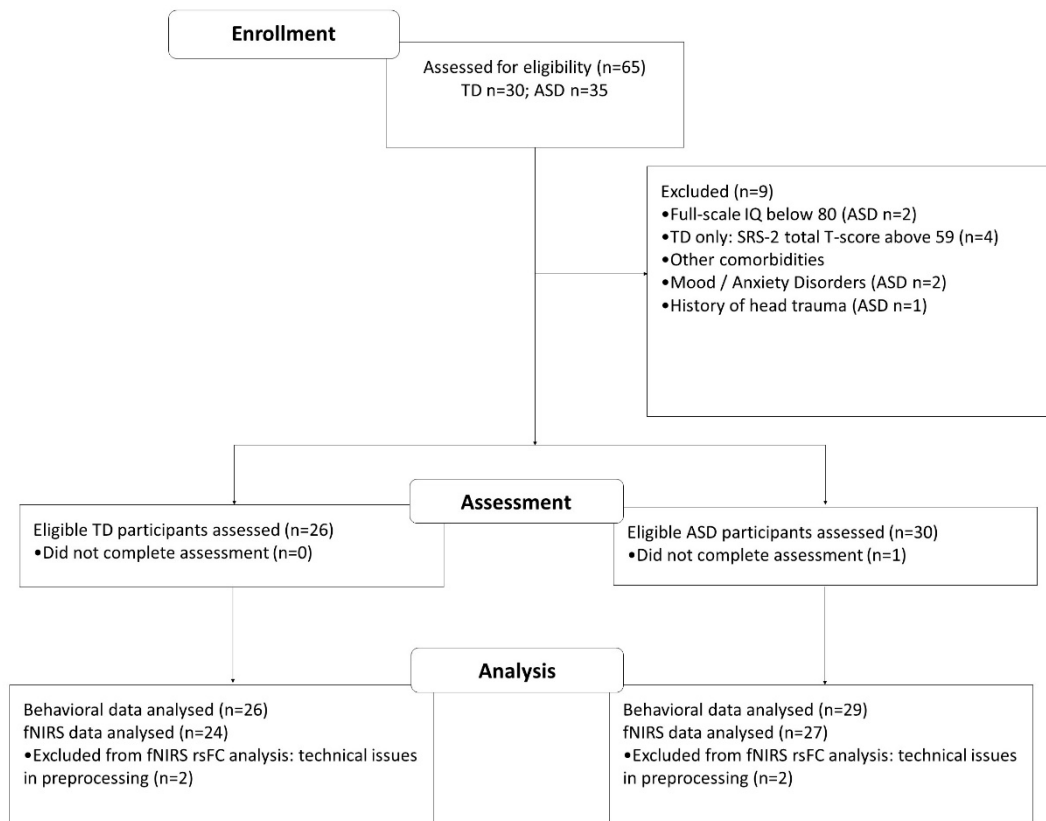 Enrollment
Assessed for eligibility (n=65)
TD n=30; ASD n=35
Excluded (n=9)
•Full-scale IQ below 80 (ASD n=2)
•TD only: SRS-2 total T-score above 59 (n=4)
•Other comorbidities
•Mood / Anxiety Disorders (ASD n=2)
•History of head trauma (ASD n=1)
Assessment
Eligible TD participants assessed (n=26)
•Did not complete assessment (n=0)
Eligible ASD participants assessed (n=30)
•Did not complete assessment (n=1)
Analysis
Behavioral data analysed (n=26)
fNIRS data analysed (n=24)
•Excluded from fNIRS rsFC analysis: technical issues
in preprocessing (n=2)
Behavioral data analysed (n=29)
fNIRS data analysed (n=27)
•Excluded from fNIRS rsFC analysis: technical issues
in preprocessing (n=2)